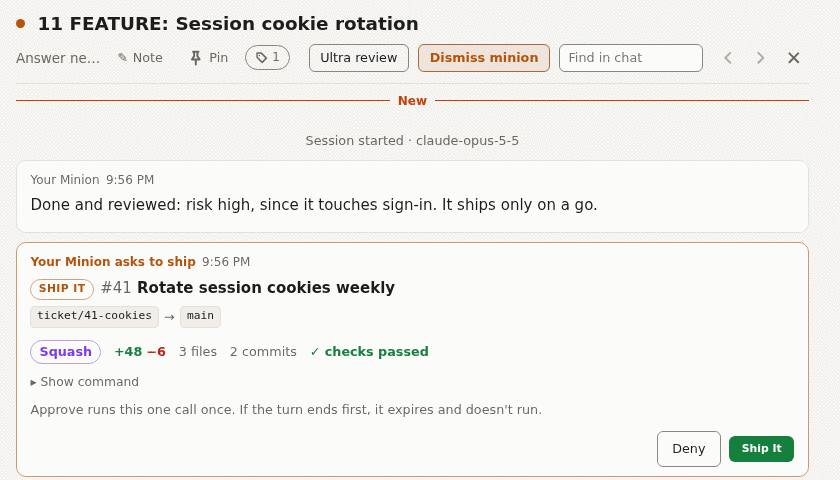 11 FEATURE: Session cookie rotation
Answer ne... ✎ Note Pin 1 Ultra review Dismiss minion Find in chat
New
Session started · claude-opus-5-5
Your Minion 9:56 PM
Done and reviewed: risk high, since it touches sign-in. It ships only on a go.
Your Minion asks to ship 9:56 PM
SHIP IT #41 Rotate session cookies weekly
ticket/41-cookies → main
Squash +48 −6 3 files 2 commits ✓ checks passed
▸ Show command
Approve runs this one call once. If the turn ends first, it expires and doesn't run.
Deny Ship It